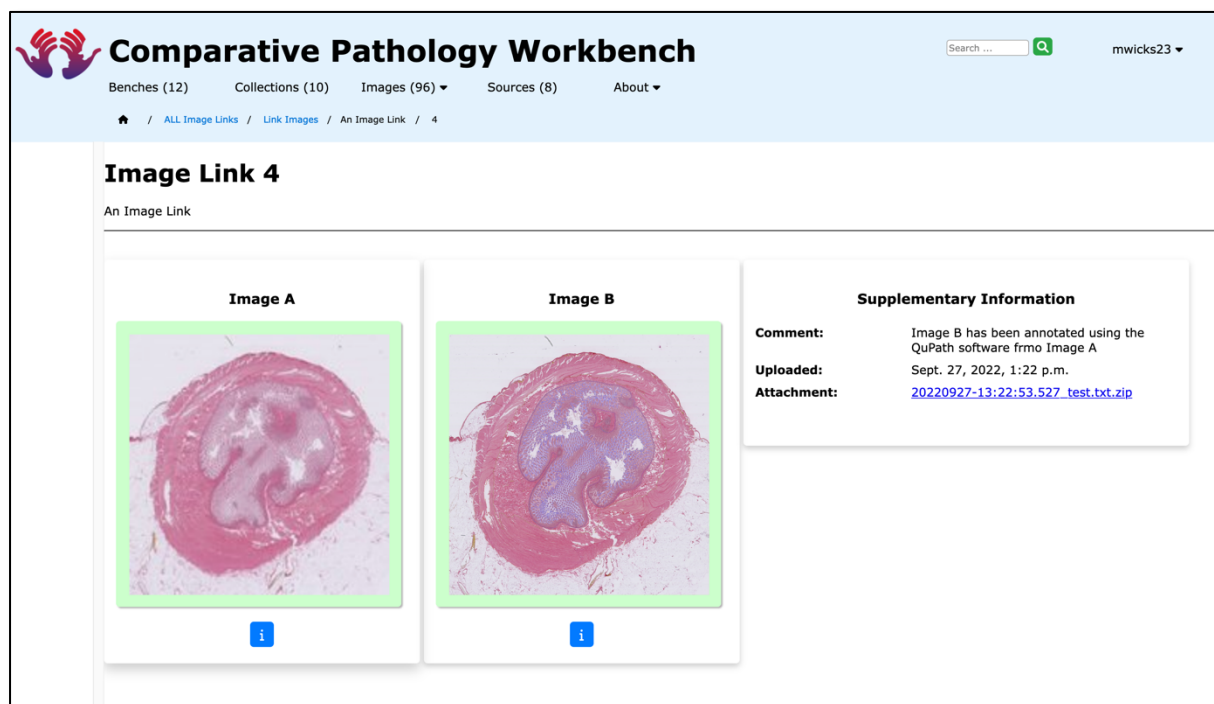 Comparative Pathology Workbench
Search ...
mwicks23
Benches (12) Collections (10) Images (96) Sources (8) About
/ ALL Image Links / Link Images / An Image Link / 4
Image Link 4
An Image Link
Image A
Image B
Supplementary Information
Comment: Image B has been annotated using the
QuPath software frmo Image A
Uploaded: Sept. 27, 2022, 1:22 p.m.
Attachment: 20220927-13:22:53.527_test.txt.zip
i
i